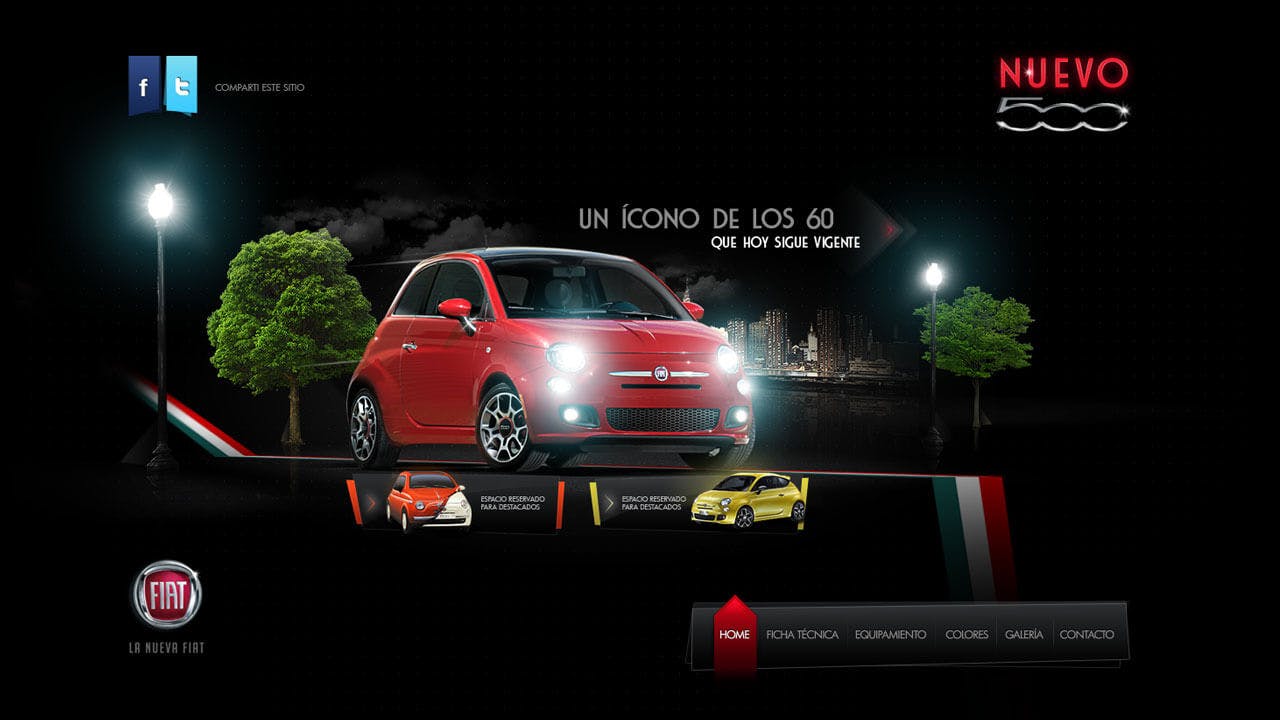 f t COMPARTI ESTE SITIO
NUEVO
500
UN ÍCONO DE LOS 60
QUE HOY SIGUE VIGENTE
FIAT
ESPACIO RESERVADO
PARA DESTACADOS
ESPACIO RESERVADO
PARA DESTACADOS
FIAT
LA NUEVA FIAT
HOME FICHA TÉCNICA EQUIPAMIENTO COLORES GALERÍA CONTACTO